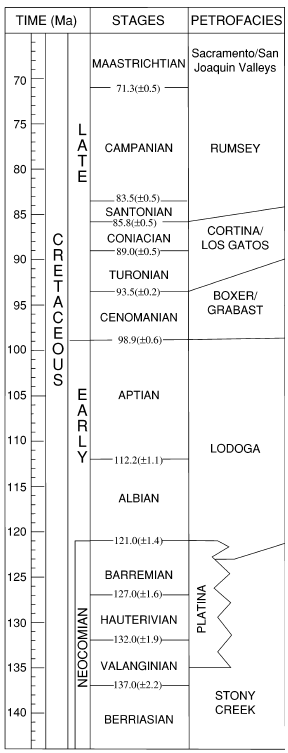 TIME (Ma) STAGES PETROFACIES
Sacramento/San
Joaquin Valleys
MAASTRICHTIAN
70
71.3(±0.5)
75
LATE
CAMPANIAN
RUMSEY
80
83.5(±0.5)
SANTONIAN
85
85.8(±0.5)
CONIACIAN
CORTINA/
LOS GATOS
89.0(±0.5)
90
TURONIAN
93.5(±0.2)
BOXER/
GRABAST
95
CENOMANIAN
CRETACEOUS
98.9(±0.6)
100
EARLY
APTIAN
105
110
LODOGA
112.2(±1.1)
115
ALBIAN
120
121.0(±1.4)
125
BARREMIAN
127.0(±1.6)
PLATINA
NEOCOMIAN
HAUTERIVIAN
130
132.0(±1.9)
VALANGINIAN
135
137.0(±2.2)
STONY
CREEK
BERRIASIAN
140